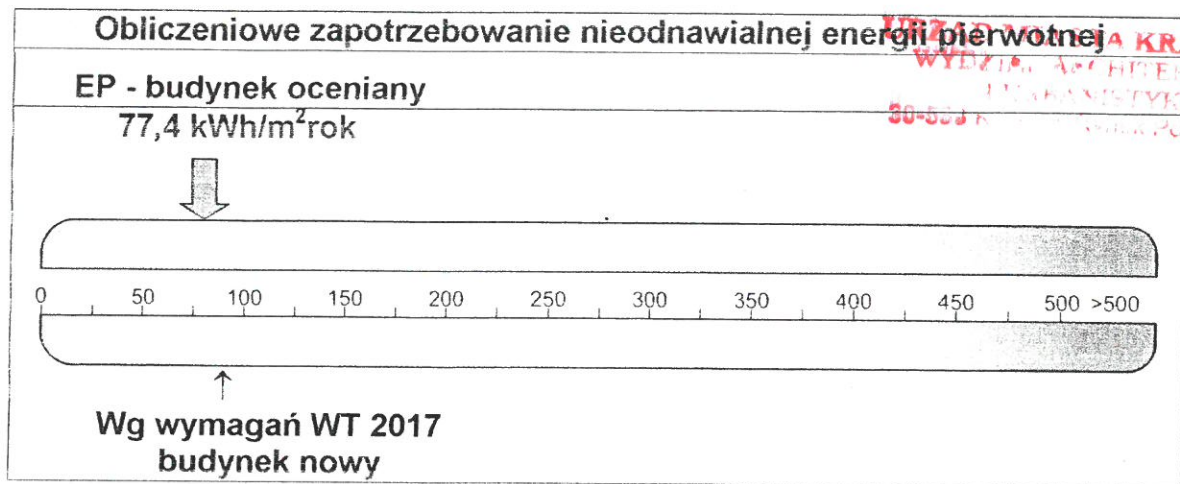 Obliczeniowe zapotrzebowanie nieodnawialnej energii pierwotnej
EP - budynek oceniany
77,4 kWh/m²rok
0 50 100 150 200 250 300 350 400 450 500 >500
Wg wymagań WT 2017
budynek nowy